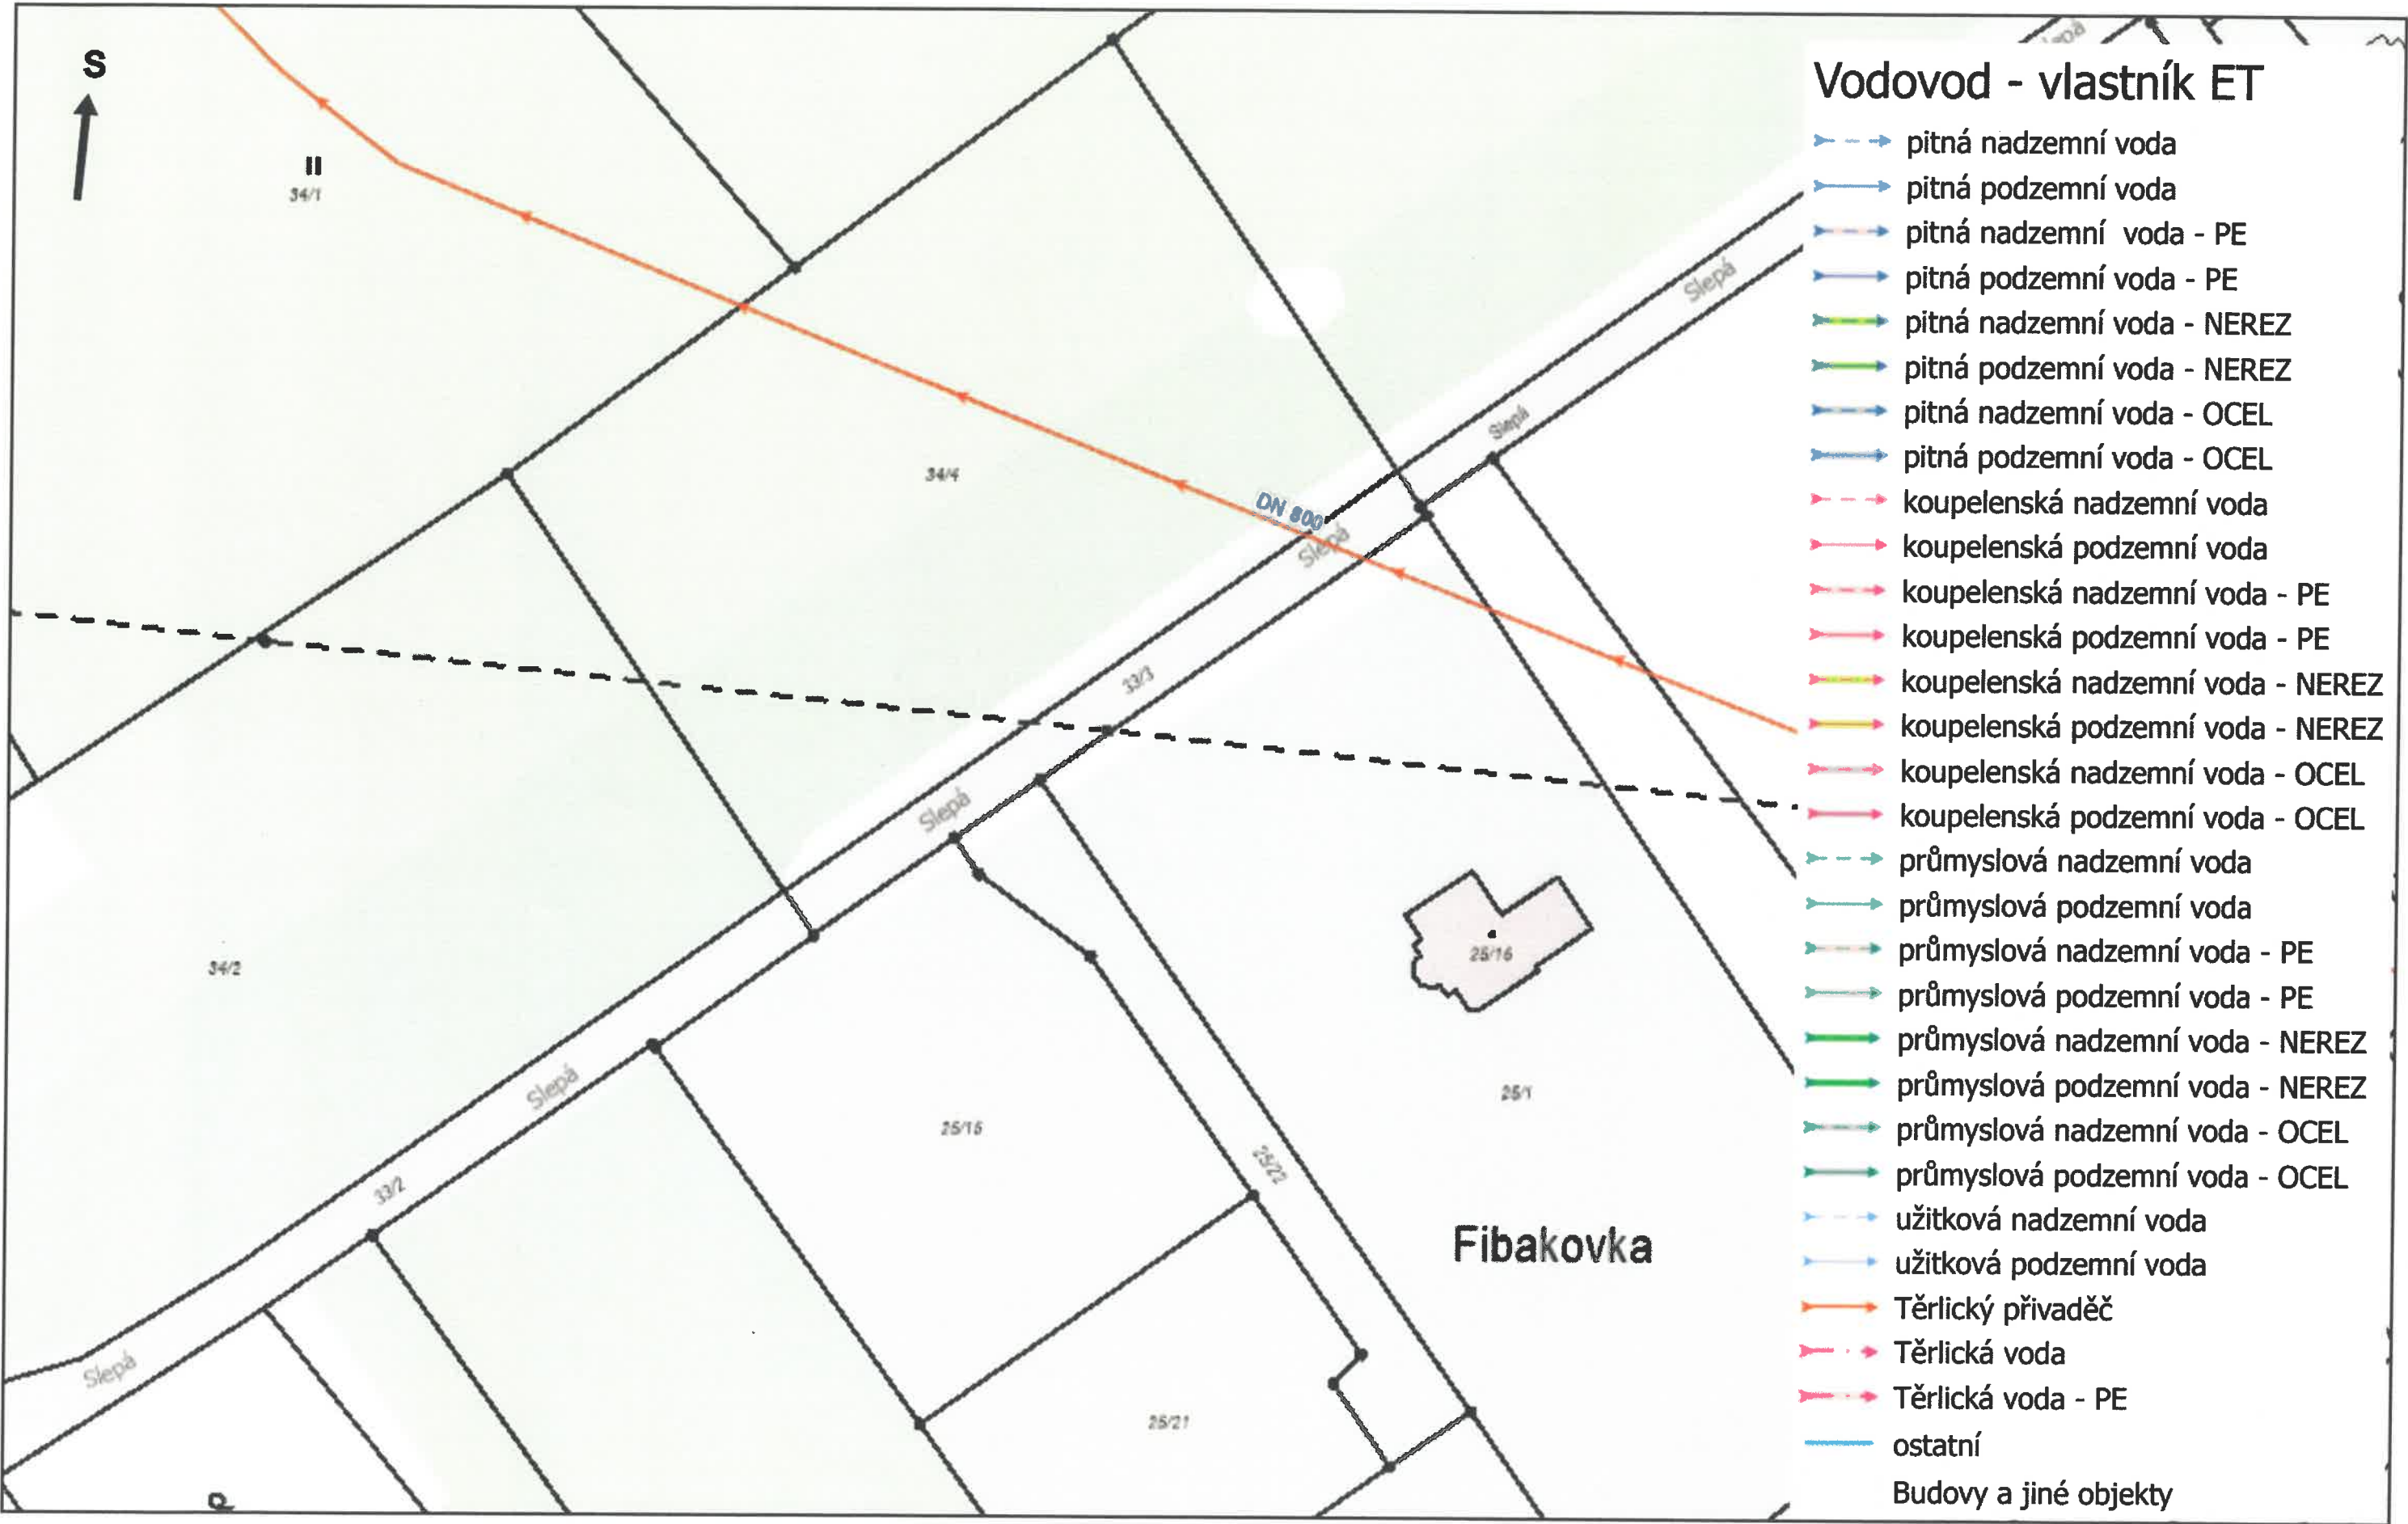 S
II
34/1
34/4
DN 800
Slepá
Slepá
Slepá
33/3
Slepá
34/2
25/16
25/1
25/15
Slepá
25/22
33/2
Fibakovka
Slepá
25/21
Vodovod - vlastník ET
pitná nadzemní voda
pitná podzemní voda
pitná nadzemní voda - PE
pitná podzemní voda - PE
pitná nadzemní voda - NEREZ
pitná podzemní voda - NEREZ
pitná nadzemní voda - OCEL
pitná podzemní voda - OCEL
koupelenská nadzemní voda
koupelenská podzemní voda
koupelenská nadzemní voda - PE
koupelenská podzemní voda - PE
koupelenská nadzemní voda - NEREZ
koupelenská podzemní voda - NEREZ
koupelenská nadzemní voda - OCEL
koupelenská podzemní voda - OCEL
průmyslová nadzemní voda
průmyslová podzemní voda
průmyslová nadzemní voda - PE
průmyslová podzemní voda - PE
průmyslová nadzemní voda - NEREZ
průmyslová podzemní voda - NEREZ
průmyslová nadzemní voda - OCEL
průmyslová podzemní voda - OCEL
užitková nadzemní voda
užitková podzemní voda
Těrlický přivaděč
Těrlická voda
Těrlická voda - PE
ostatní
Budovy a jiné objekty